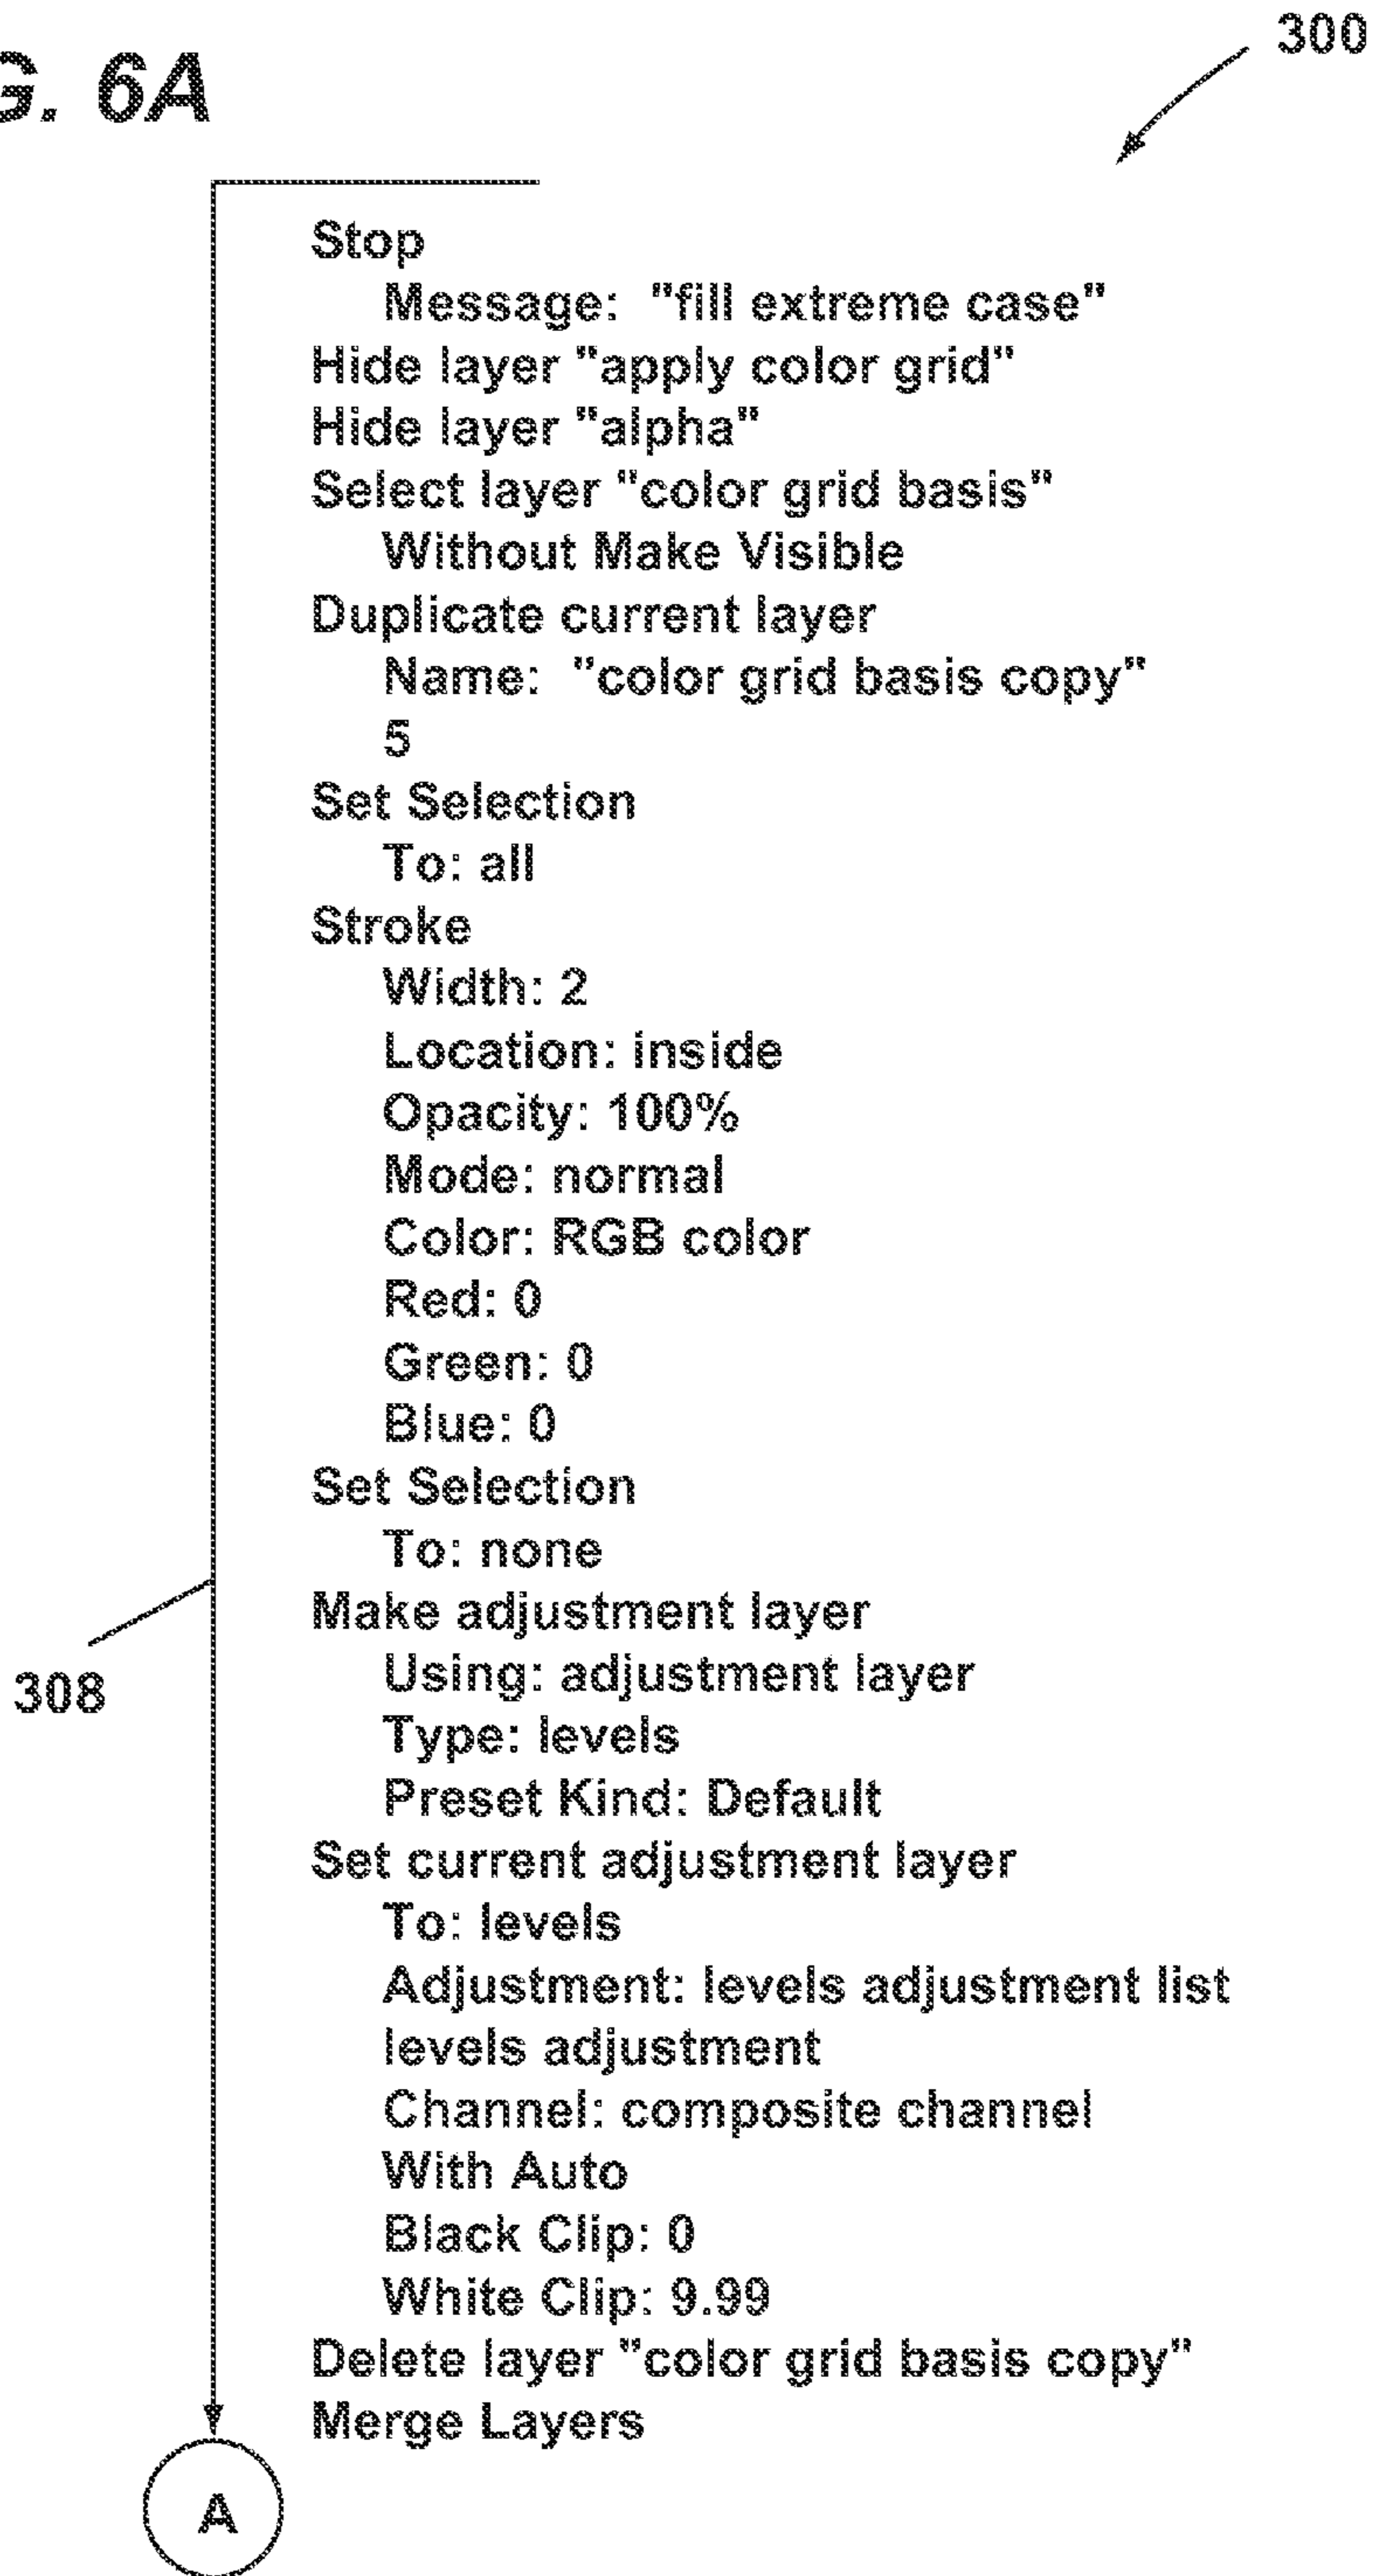 G. 6A
300
Stop
Message: "fill extreme case"
Hide layer "apply color grid"
Hide layer "alpha"
Select layer "color grid basis"
Without Make Visible
Duplicate current layer
Name: "color grid basis copy"
5
Set Selection
To: all
Stroke
Width: 2
Location: inside
Opacity: 100%
Mode: normal
Color: RGB color
Red: 0
Green: 0
Blue: 0
Set Selection
To: none
Make adjustment layer
Using: adjustment layer
Type: levels
Preset Kind: Default
Set current adjustment layer
To: levels
Adjustment: levels adjustment list
levels adjustment
Channel: composite channel
With Auto
Black Clip: 0
White Clip: 9.99
Delete layer "color grid basis copy"
Merge Layers
308
A